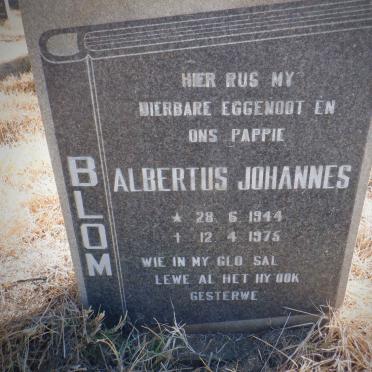 HIER RUS MY
DIERBARE EGGENOOT EN
ONS PAPPIE
BLOM
ALBERTUS JOHANNES
★ 28 6 1944
† 12 4 1975
WIE IN MY GLO SAL
LEWE AL HET HY OOK
GESTERWE